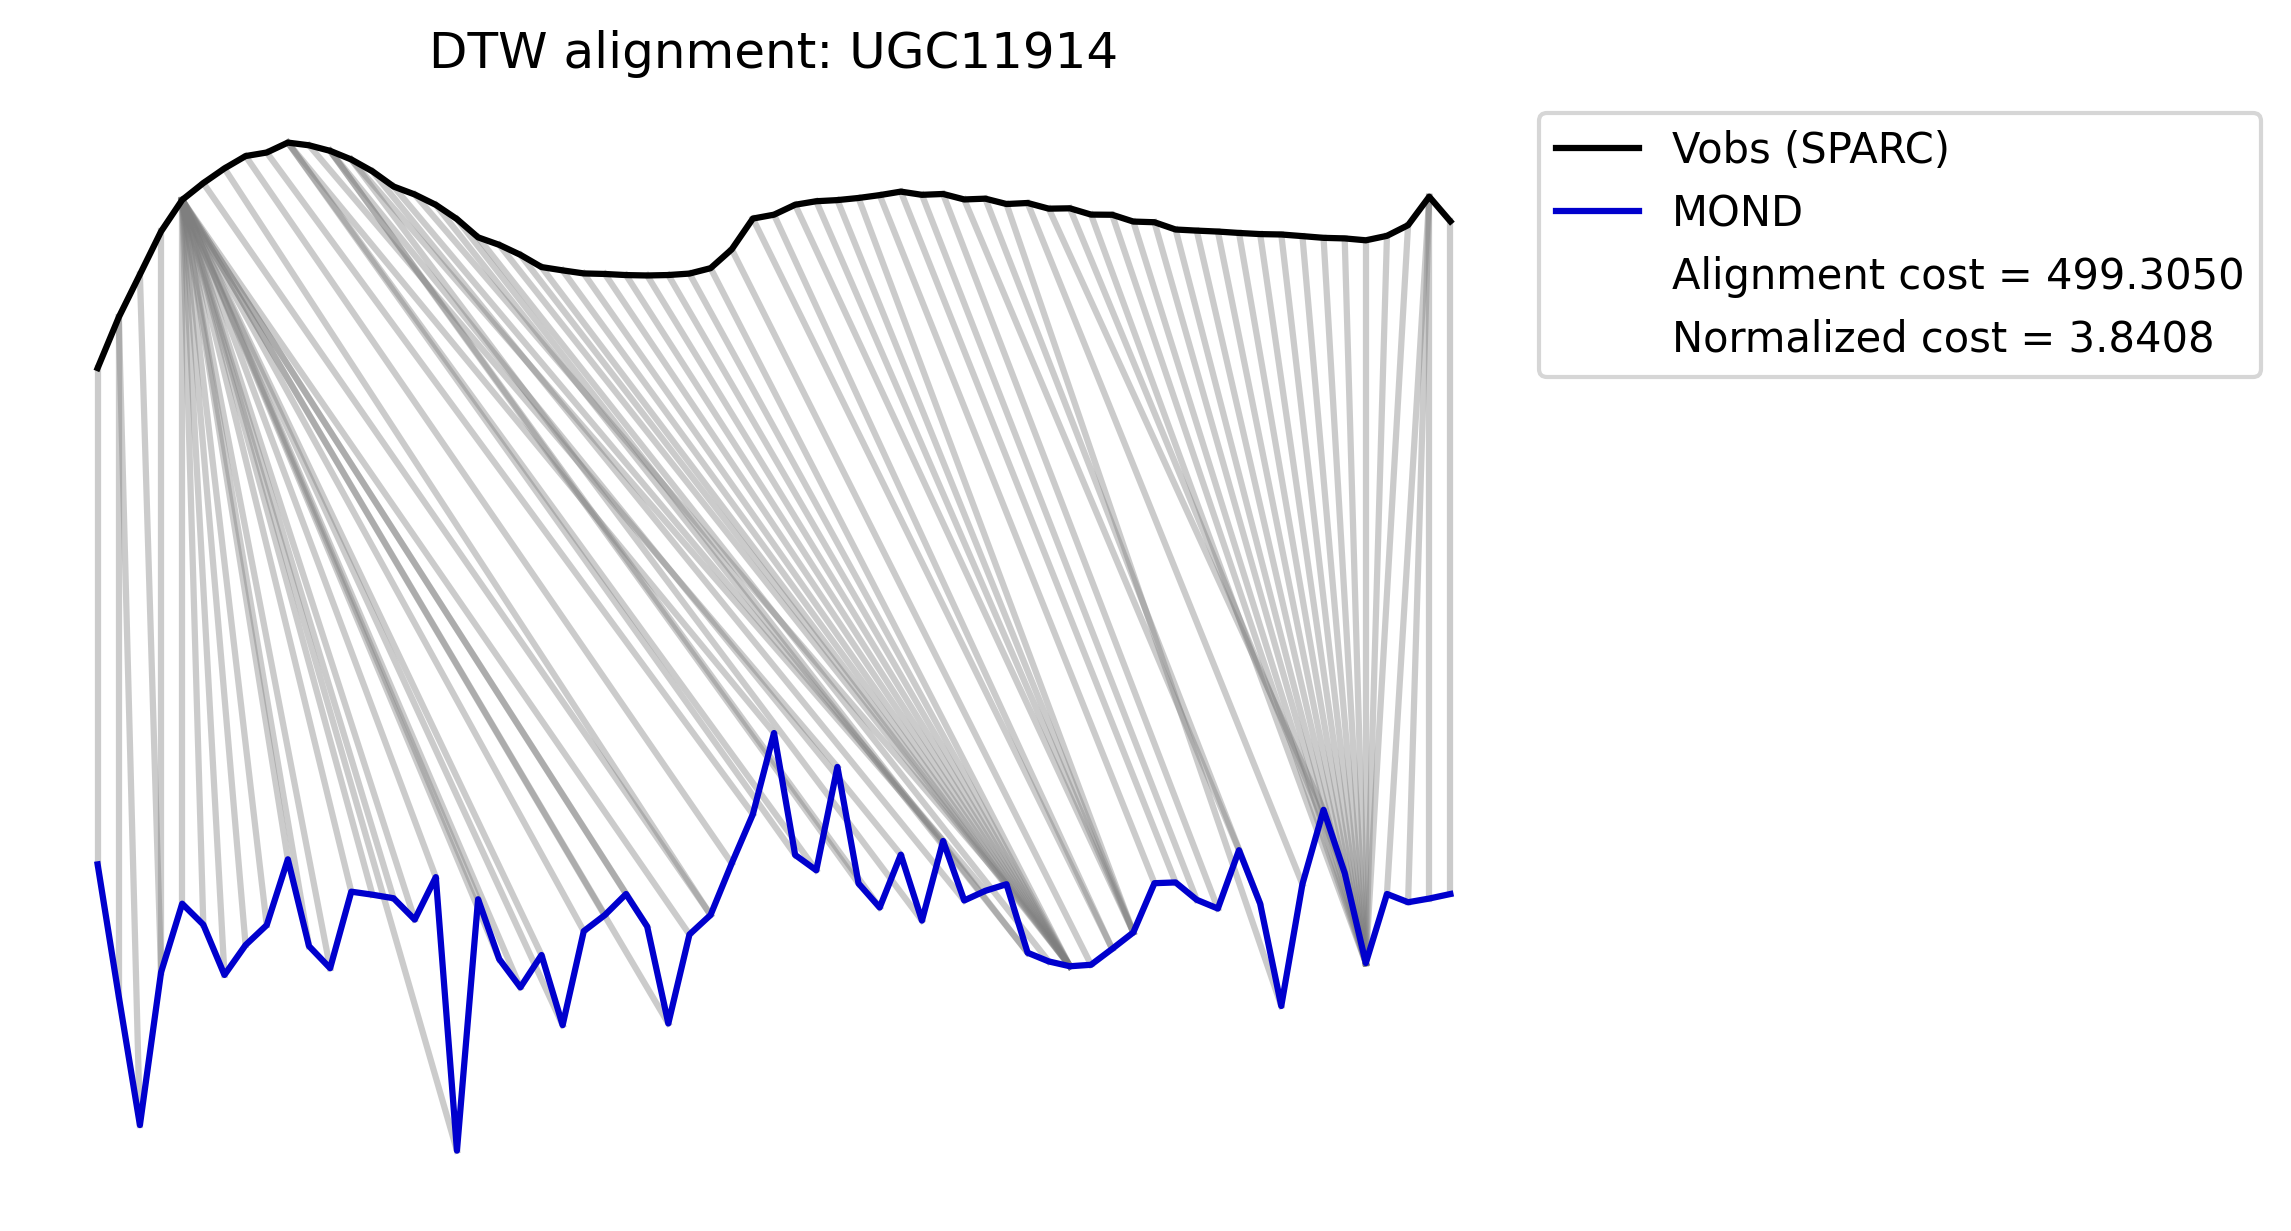 DTW alignment: UGC11914
Vobs (SPARC)
MOND
Alignment cost = 499.3050
Normalized cost = 3.8408